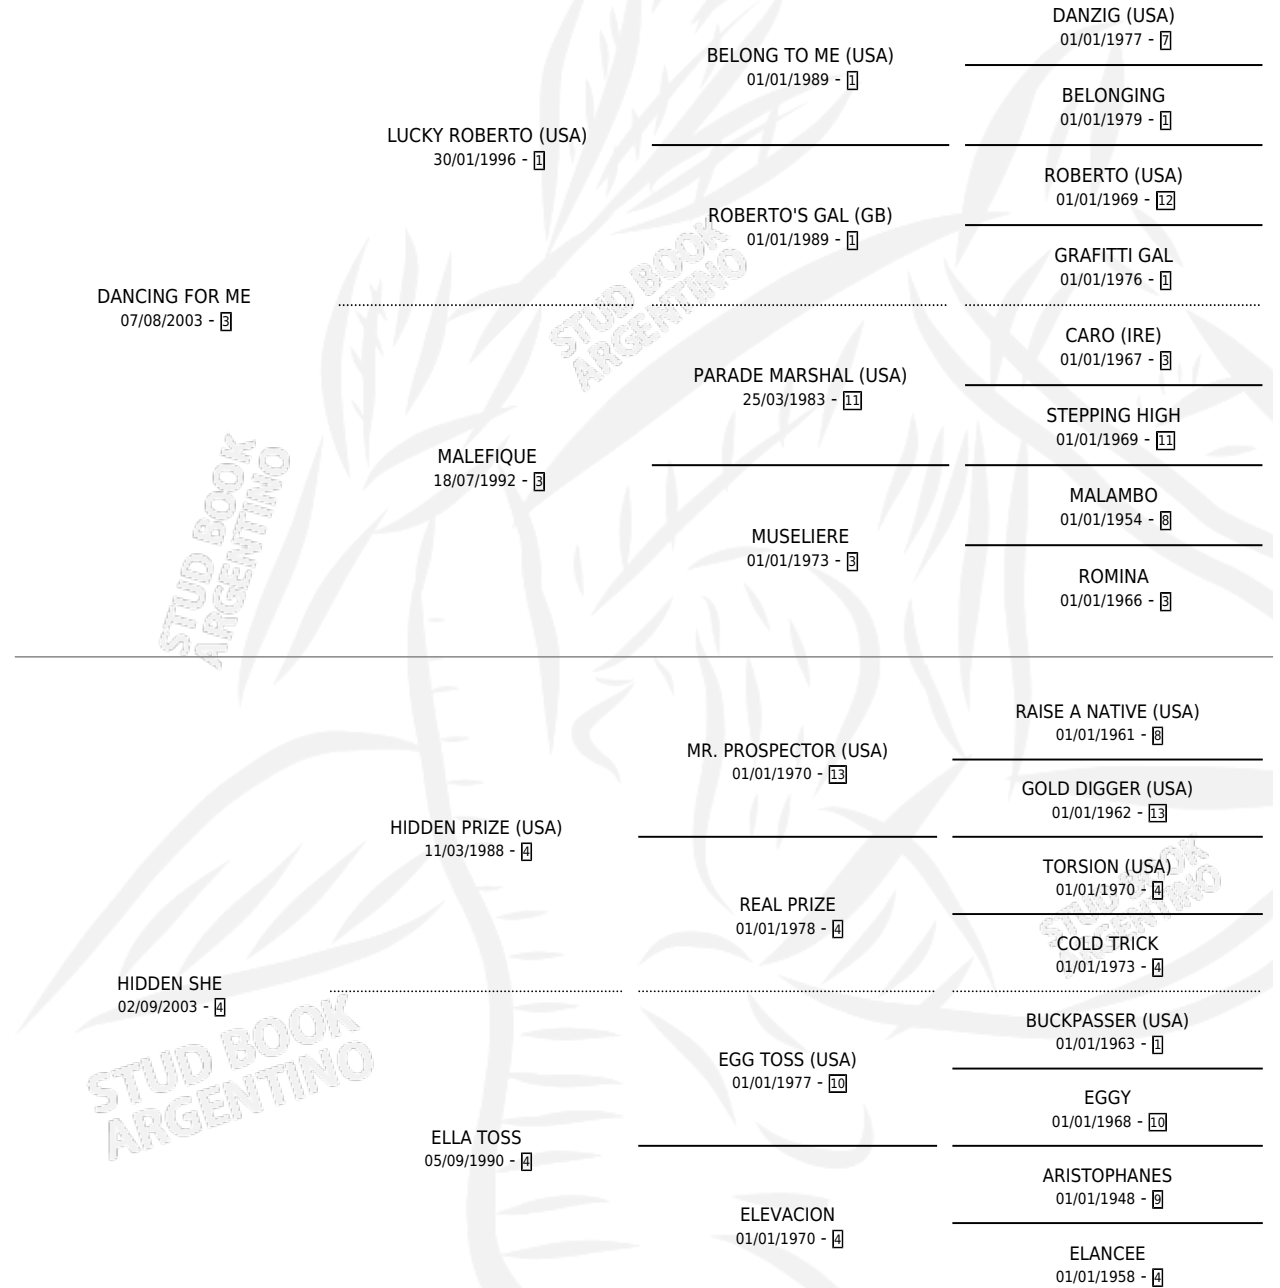 DANZIG (USA)
01/01/1977 - 7
BELONG TO ME (USA)
01/01/1989 - 1
BELONGING
01/01/1979 - 1
LUCKY ROBERTO (USA)
30/01/1996 - 1
ROBERTO (USA)
01/01/1969 - 12
ROBERTO'S GAL (GB)
01/01/1989 - 1
GRAFITTI GAL
01/01/1976 - 1
DANCING FOR ME
07/08/2003 - 3
CARO (IRE)
01/01/1967 - 3
PARADE MARSHAL (USA)
25/03/1983 - 11
STEPPING HIGH
01/01/1969 - 11
MALEFIQUE
18/07/1992 - 3
MALAMBO
01/01/1954 - 8
MUSELIERE
01/01/1973 - 3
ROMINA
01/01/1966 - 3
STUD BOOK
ARGENTINO
STUD BOOK
ARGENTINO
RAISE A NATIVE (USA)
01/01/1961 - 8
MR. PROSPECTOR (USA)
01/01/1970 - 13
GOLD DIGGER (USA)
01/01/1962 - 13
HIDDEN PRIZE (USA)
11/03/1988 - 4
TORSION (USA)
01/01/1970 - 4
REAL PRIZE
01/01/1978 - 4
COLD TRICK
01/01/1973 - 4
HIDDEN SHE
02/09/2003 - 4
BUCKPASSER (USA)
01/01/1963 - 1
EGG TOSS (USA)
01/01/1977 - 10
EGGY
01/01/1968 - 10
ELLA TOSS
05/09/1990 - 4
ARISTOPHANES
01/01/1948 - 9
ELEVACION
01/01/1970 - 4
ELANCEE
01/01/1958 - 4
STUD BOOK
ARGENTINO
STUD BOOK
ARGENTINO